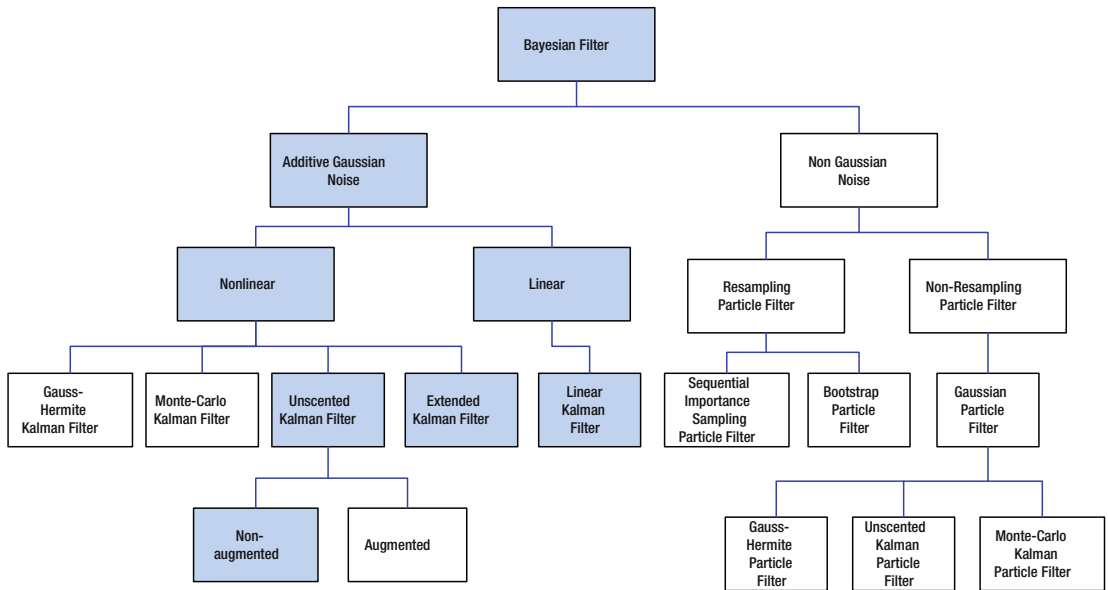 Bayesian Filter
Additive Gaussian
Noise
Non Gaussian
Noise
Nonlinear
Linear
Resampling
Particle Filter
Non-Resampling
Particle Filter
Gauss-
Hermite
Kalman Filter
Monte-Carlo
Kalman Filter
Unscented
Kalman Filter
Extended
Kalman Filter
Linear
Kalman
Filter
Sequential
Importance
Sampling
Particle Filter
Bootstrap
Particle
Filter
Gaussian
Particle
Filter
Non-
augmented
Augmented
Gauss-
Hermite
Particle
Filter
Unscented
Kalman
Particle
Filter
Monte-Carlo
Kalman
Particle Filter